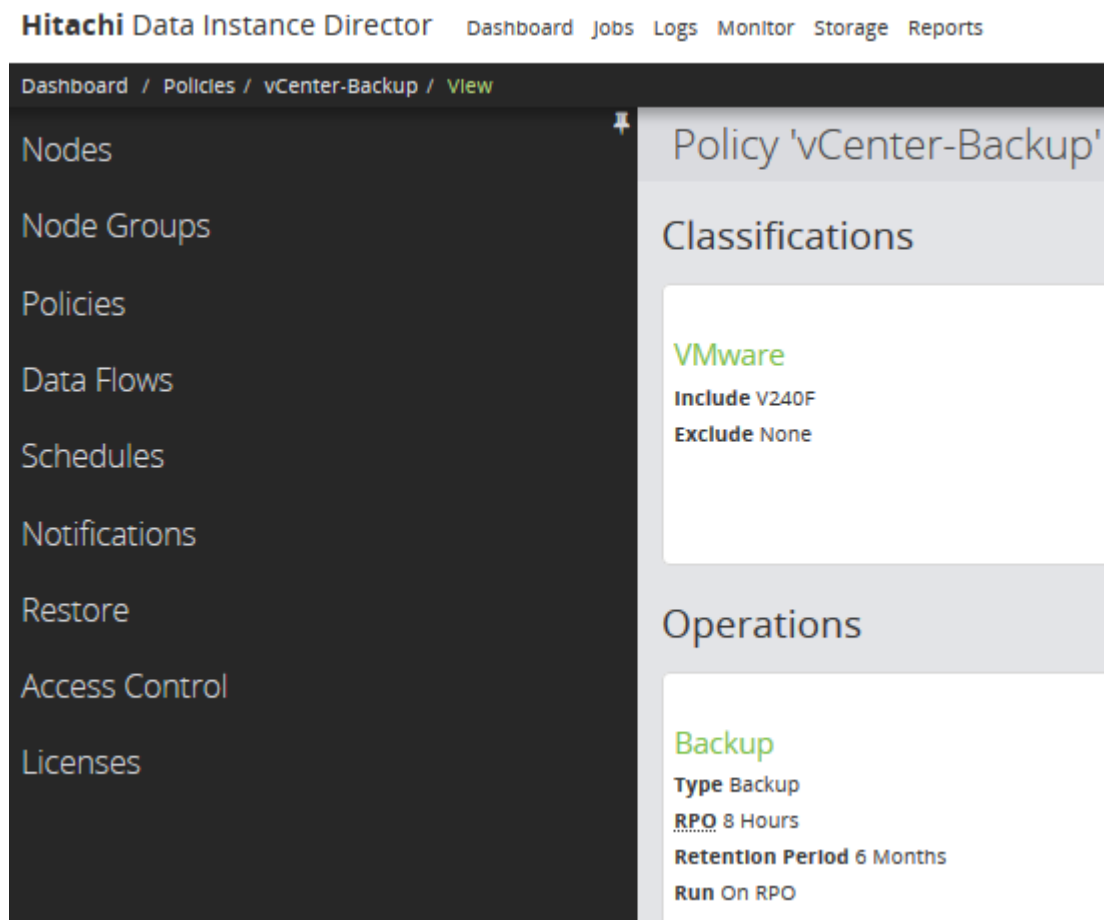 Hitachi Data Instance Director Dashboard Jobs Logs Monitor Storage Reports
Dashboard / Policies / vCenter-Backup / View
Nodes
Node Groups
Policies
Data Flows
Schedules
Notifications
Restore
Access Control
Licenses
Policy 'vCenter-Backup'
Classifications
VMware
Include V240F
Exclude None
Operations
Backup
Type Backup
RPO 8 Hours
Retention Period 6 Months
Run On RPO